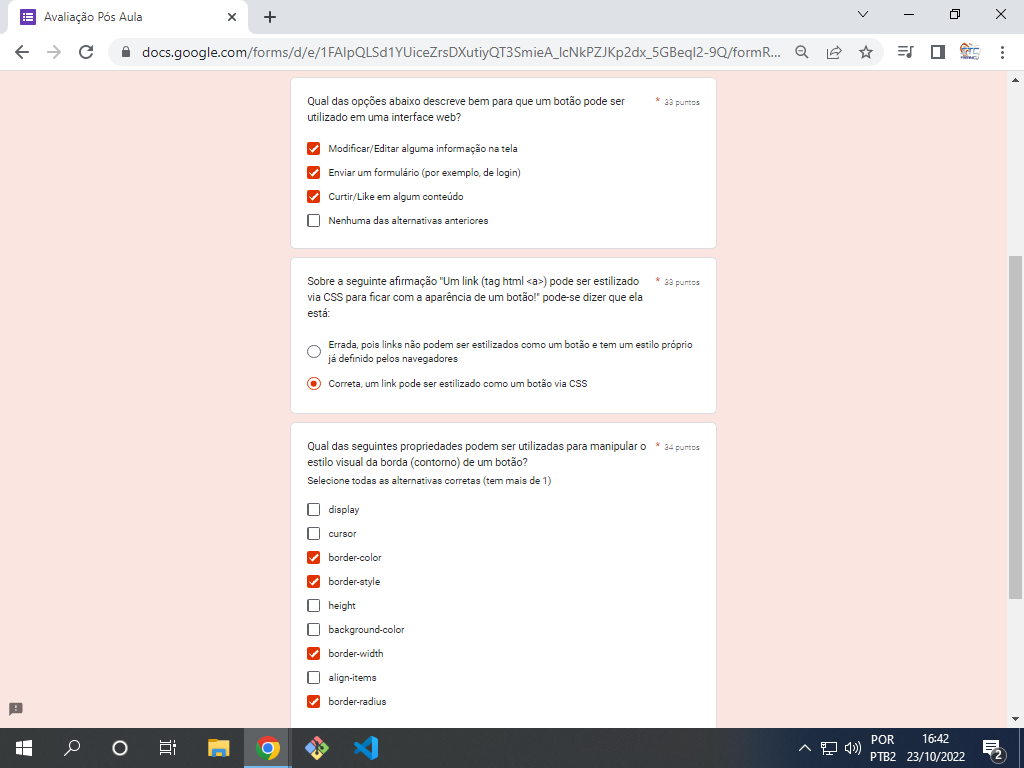 Avaliação Pós Aula
docs.google.com/forms/d/e/1FAIpQLSd1YUiceZrsDXutiyQT3SmieA_lcNkPZJKp2dx_5GBeqI2-9Q/formR...
Qual das opções abaixo descreve bem para que um botão pode ser
utilizado em uma interface web?
* 33 puntos
Modificar/Editar alguma informação na tela
Enviar um formulário (por exemplo, de login)
Curtir/Like em algum conteúdo
Nenhuma das alternativas anteriores
Sobre a seguinte afirmação "Um link (tag html <a>) pode ser estilizado
via CSS para ficar com a aparência de um botão!" pode-se dizer que ela
está:
* 33 puntos
Errada, pois links não podem ser estilizados como um botão e tem um estilo próprio
já definido pelos navegadores
Correta, um link pode ser estilizado como um botão via CSS
Qual das seguintes propriedades podem ser utilizadas para manipular o
estilo visual da borda (contorno) de um botão?
* 34 puntos
Selecione todas as alternativas corretas (tem mais de 1)
display
cursor
border-color
border-style
height
background-color
border-width
align-items
border-radius
POR
PTB2
16:42
23/10/2022
2